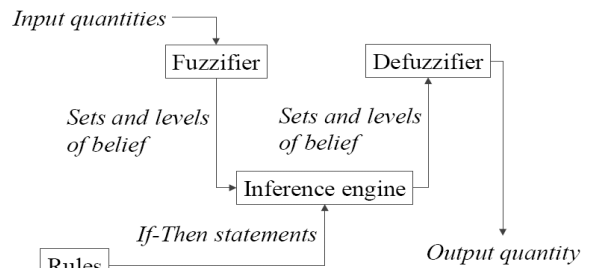 Input quantities
Fuzzifier
Defuzzifier
Sets and levels
of belief
Sets and levels
of belief
Inference engine
If-Then statements
Output quantity
Rules